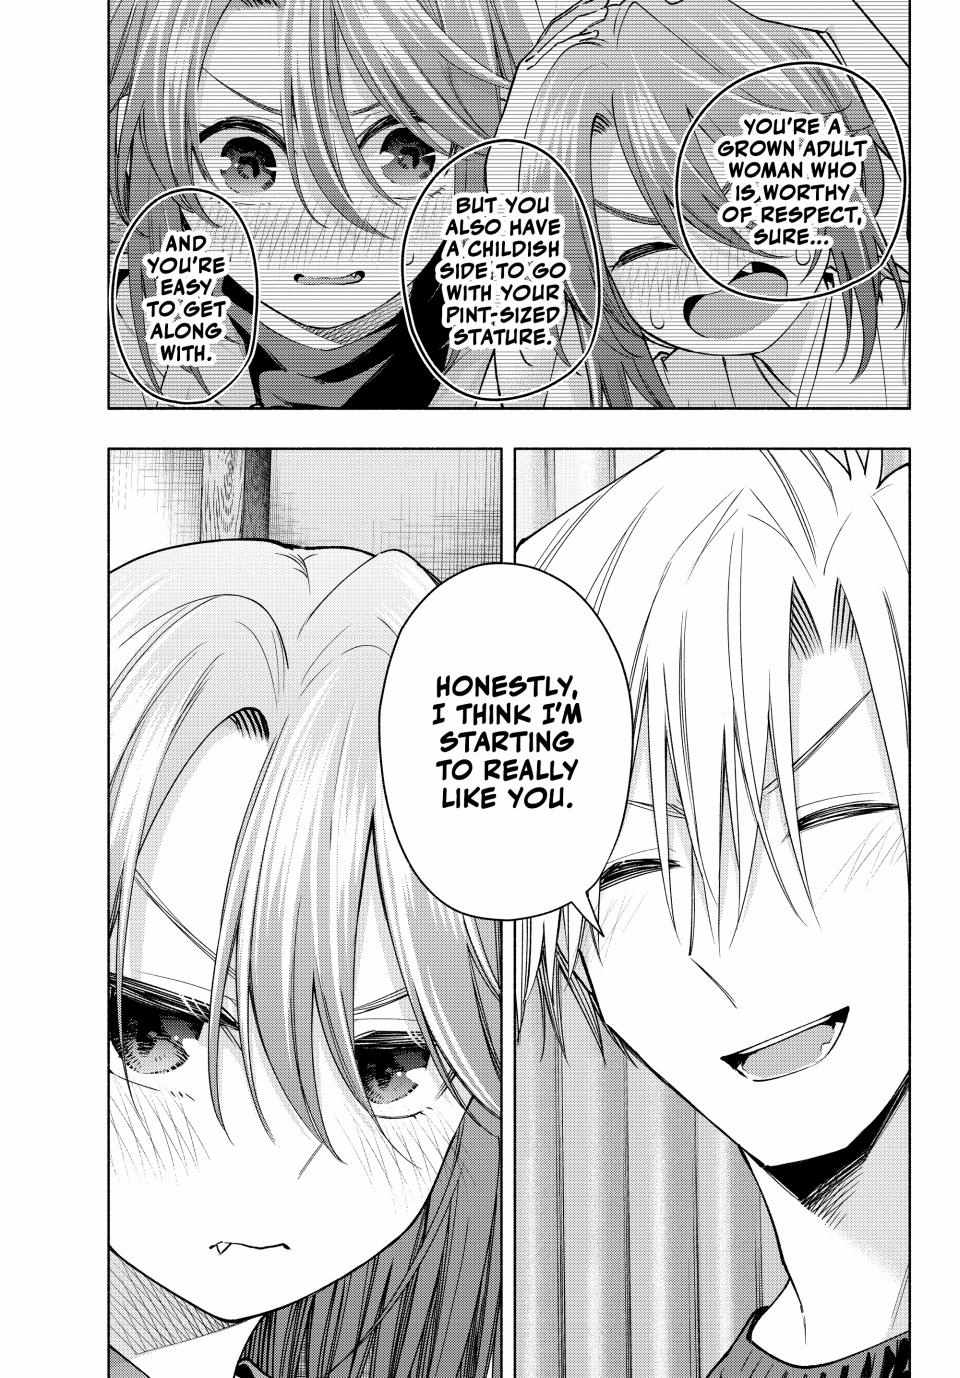 YOU'RE A
GROWN ADULT
WOMAN WHO
IS WORTHY
OF RESPECT,
SURE...
BUT YOU
ALSO HAVE
A CHILDISH
SIDE TO GO
WITH YOUR
PINT-SIZED
STATURE.
AND
YOU'RE
EASY
TO GET
ALONG
WITH.
HONESTLY,
I THINK I'M
STARTING
TO REALLY
LIKE YOU.